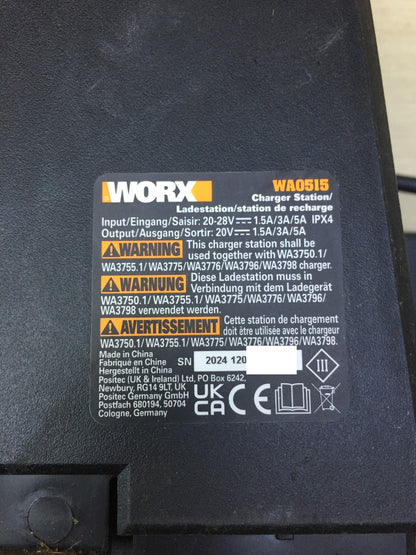 WORX WA0515
Charger Station/
Ladestation/station de recharge
Input/Eingang/Saisir: 20-28V⎓1.5A/3A/5A IPX4
Output/Ausgang/Sortir: 20V⎓1.5A/3A/5A
WARNING This charger station shall be
used together with WA3750.1/
WA3755.1/ WA3775/WA3776/WA3796/WA3798 charger.
WARNUNG Diese Ladestation muss in
Verbindung mit dem Ladegerät
WA3750.1/ WA3755.1/ WA3775/WA3776/ WA3796/
WA3798 verwendet werden.
AVERTISSEMENT Cette station de chargement
doit être utilisée avec le chargeur
WA3750.1/ WA3755.1/ WA3775/ WA3776/WA3796/WA3798.
Made in China
Fabriqué en Chine
Hergestellt in China
SN 2024 120
Positec (UK & Ireland) Ltd, PO Box 6242,
Newbury, RG14 9LT, UK
Positec Germany GmbH
Postfach 680194, 50704
Cologne, Germany
UK
CA
CE
III